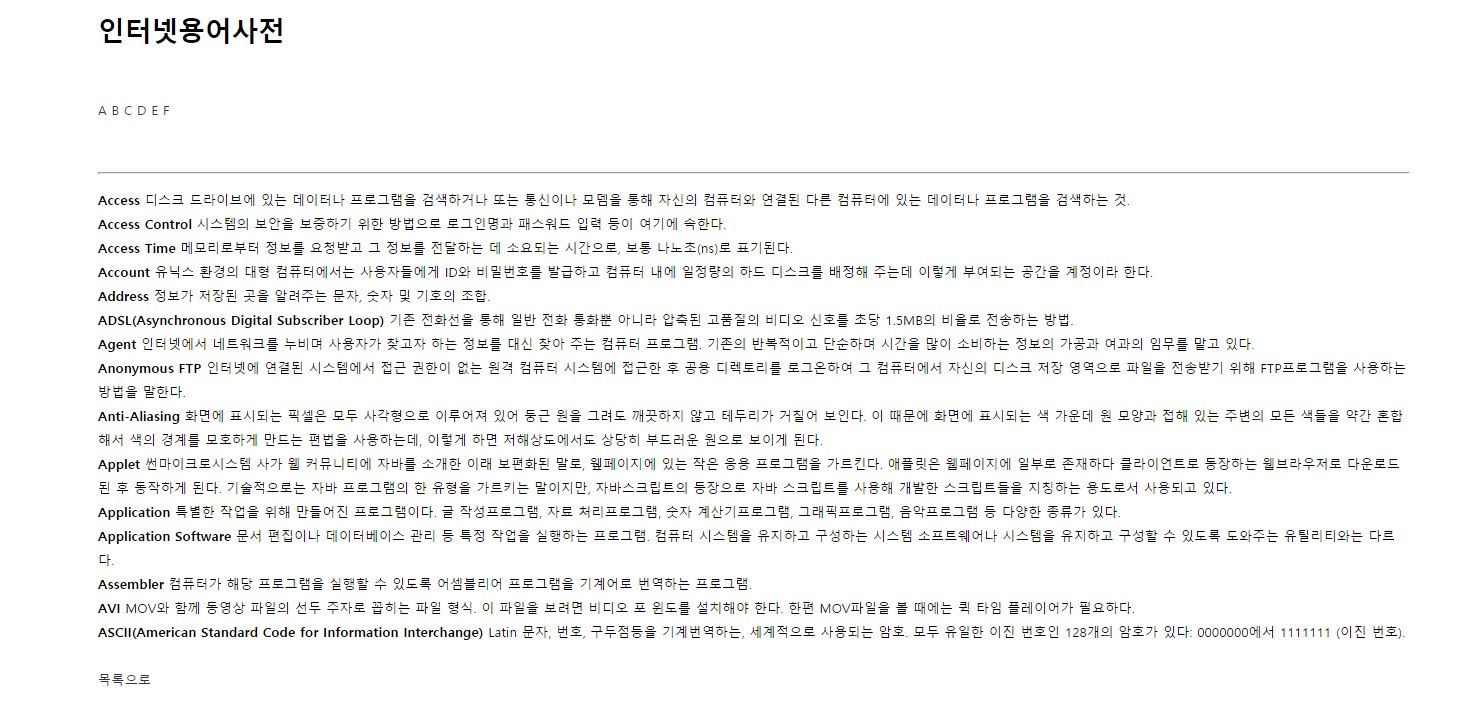 인터넷용어사전
A B C D E F
Access 디스크 드라이브에 있는 데이터나 프로그램을 검색하거나 또는 통신이나 모뎀을 통해 자신의 컴퓨터와 연결된 다른 컴퓨터에 있는 데이터나 프로그램을 검색하는 것.
Access Control 시스템의 보안을 보증하기 위한 방법으로 로그인명과 패스워드 입력 등이 여기에 속한다.
Access Time 메모리로부터 정보를 요청받고 그 정보를 전달하는 데 소요되는 시간으로, 보통 나노초(ns)로 표기된다.
Account 유닉스 환경의 대형 컴퓨터에서는 사용자들에게 ID와 비밀번호를 발급하고 컴퓨터 내에 일정량의 하드 디스크를 배정해 주는데 이렇게 부여되는 공간을 계정이라 한다.
Address 정보가 저장된 곳을 알려주는 문자, 숫자 및 기호의 조합.
ADSL(Asynchronous Digital Subscriber Loop) 기존 전화선을 통해 일반 전화 통화뿐 아니라 압축된 고품질의 비디오 신호를 초당 1.5MB의 비율로 전송하는 방법.
Agent 인터넷에서 네트워크를 누비며 사용자가 찾고자 하는 정보를 대신 찾아 주는 컴퓨터 프로그램. 기존의 반복적이고 단순하며 시간을 많이 소비하는 정보의 가공과 여과의 임무를 맡고 있다.
Anonymous FTP 인터넷에 연결된 시스템에서 접근 권한이 없는 원격 컴퓨터 시스템에 접근한 후 공용 디렉토리를 로그온하여 그 컴퓨터에서 자신의 디스크 저장 영역으로 파일을 전송받기 위해 FTP프로그램을 사용하는
방법을 말한다.
Anti-Aliasing 화면에 표시되는 픽셀은 모두 사각형으로 이루어져 있어 둥근 원을 그려도 깨끗하지 않고 테두리가 거칠어 보인다. 이 때문에 화면에 표시되는 색 가운데 원 모양과 접해 있는 주변의 모든 색들을 약간 혼합
해서 색의 경계를 모호하게 만드는 편법을 사용하는데, 이렇게 하면 저해상도에서도 상당히 부드러운 원으로 보이게 된다.
Applet 썬마이크로시스템 사가 웹 커뮤니티에 자바를 소개한 이래 보편화된 말로, 웹페이지에 있는 작은 응용 프로그램을 가르킨다. 애플릿은 웹페이지에 일부로 존재하다 클라이언트로 동장하는 웹브라우저로 다운로드
된 후 동작하게 된다. 기술적으로는 자바 프로그램의 한 유형을 가르키는 말이지만, 자바스크립트의 등장으로 자바 스크립트를 사용해 개발한 스크립트들을 지칭하는 용도로서 사용되고 있다.
Application 특별한 작업을 위해 만들어진 프로그램이다. 글 작성프로그램, 자료 처리프로그램, 숫자 계산기프로그램, 그래픽프로그램, 음악프로그램 등 다양한 종류가 있다.
Application Software 문서 편집이나 데이터베이스 관리 등 특정 작업을 실행하는 프로그램. 컴퓨터 시스템을 유지하고 구성하는 시스템 소프트웨어나 시스템을 유지하고 구성할 수 있도록 도와주는 유틸리티와는 다르
다.
Assembler 컴퓨터가 해당 프로그램을 실행할 수 있도록 어셈블리어 프로그램을 기계어로 번역하는 프로그램.
AVI MOV와 함께 동영상 파일의 선두 주자로 꼽히는 파일 형식. 이 파일을 보려면 비디오 포 윈도를 설치해야 한다. 한편 MOV파일을 볼 때에는 퀵 타임 플레이어가 필요하다.
ASCII(American Standard Code for Information Interchange) Latin 문자, 번호, 구두점등을 기계번역하는, 세계적으로 사용되는 암호. 모두 유일한 이진 번호인 128개의 암호가 있다: 0000000에서 1111111 (이진 번호).
목록으로